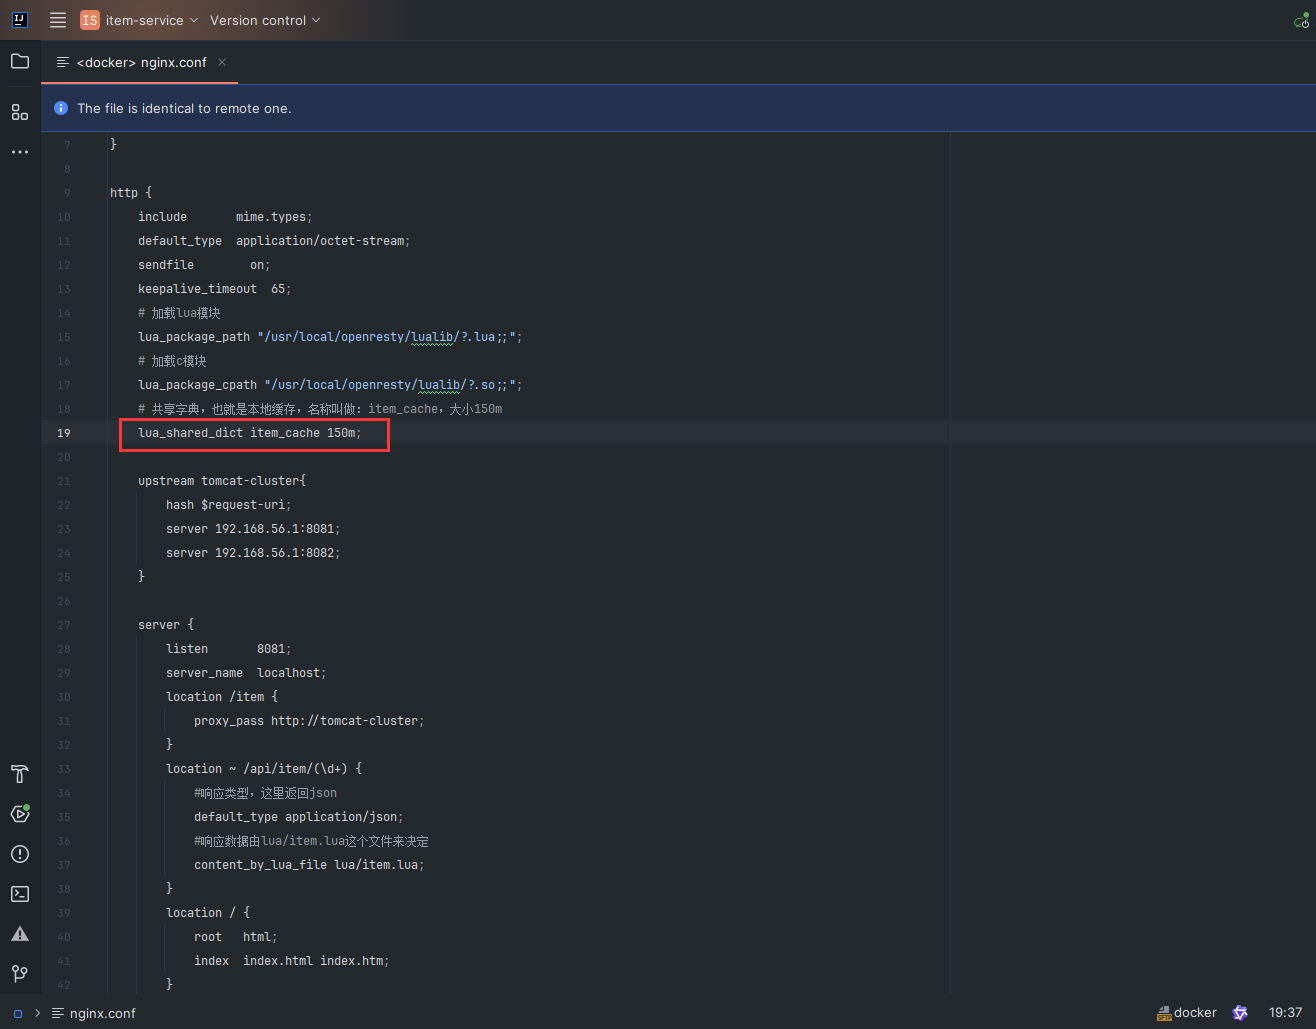 IS item-service Version control
<docker> nginx.conf
The file is identical to remote one.
7 }
8
9 http {
10 include mime.types;
11 default_type application/octet-stream;
12 sendfile on;
13 keepalive_timeout 65;
14 # 加载lua模块
15 lua_package_path "/usr/local/openresty/lualib/?.lua;;";
16 # 加载c模块
17 lua_package_cpath "/usr/local/openresty/lualib/?.so;;";
18 # 共享字典，也就是本地缓存，名称叫做：item_cache，大小150m
19 lua_shared_dict item_cache 150m;
20
21 upstream tomcat-cluster{
22 hash $request-uri;
23 server 192.168.56.1:8081;
24 server 192.168.56.1:8082;
25 }
26
27 server {
28 listen 8081;
29 server_name localhost;
30 location /item {
31 proxy_pass http://tomcat-cluster;
32 }
33 location ~ /api/item/(\d+) {
34 #响应类型，这里返回json
35 default_type application/json;
36 #响应数据由lua/item.lua这个文件来决定
37 content_by_lua_file lua/item.lua;
38 }
39 location / {
40 root html;
41 index index.html index.htm;
42 }
nginx.conf
SFTP docker 19:37